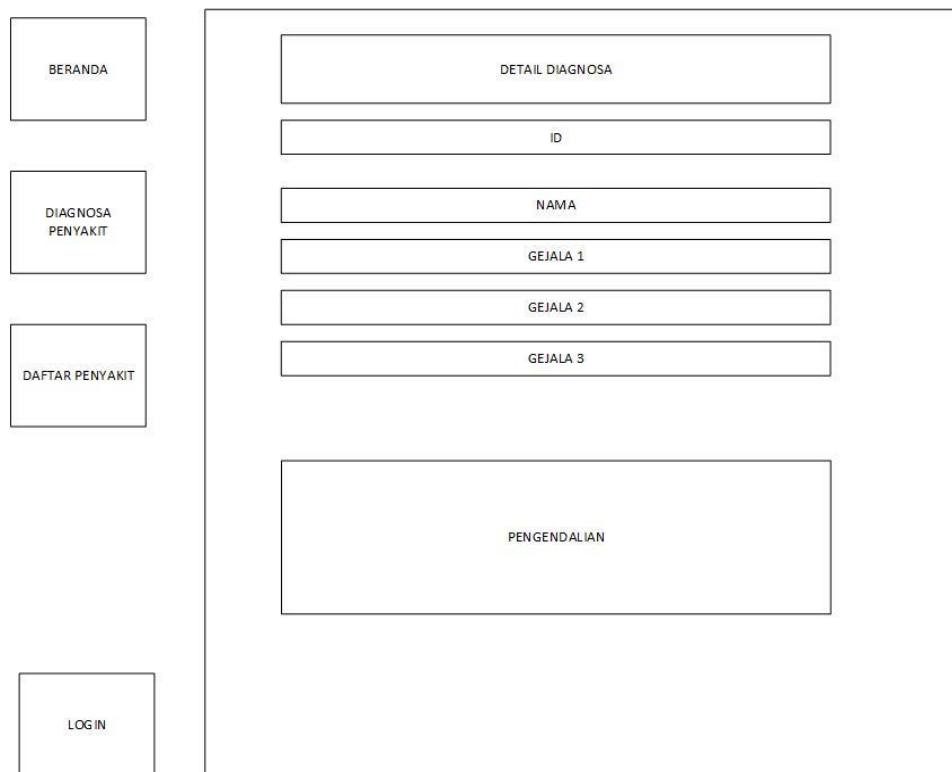 BERANDA
DIAGNOSA
PENYAKIT
DAFTAR PENYAKIT
LOGIN
DETAIL DIAGNOSA
ID
NAMA
GEJALA 1
GEJALA 2
GEJALA 3
PENGENDALIAN